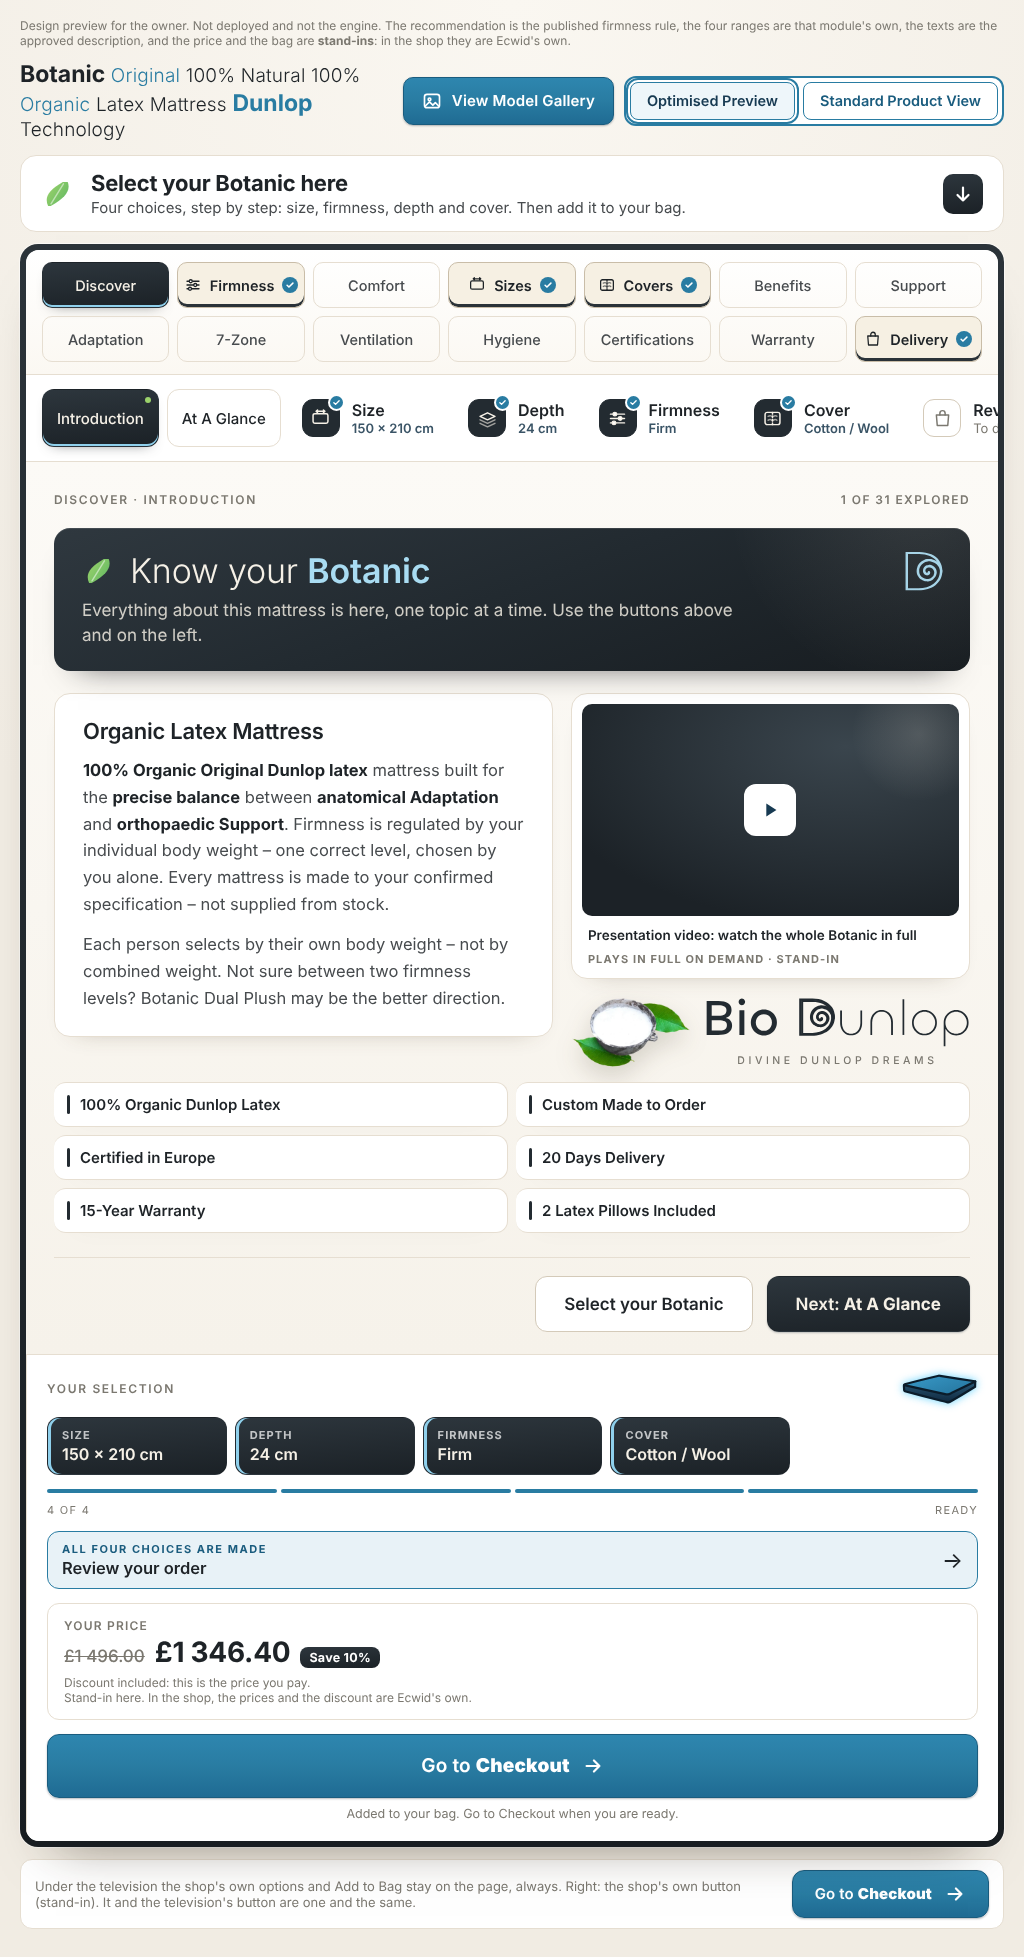 Design preview for the owner. Not deployed and not the engine. The recommendation is the published firmness rule, the four ranges are that module's own, the texts are the
approved description, and the price and the bag are stand-ins: in the shop they are Ecwid's own.
Botanic Original 100% Natural 100%
Organic Latex Mattress Dunlop
Technology
View Model Gallery
Optimised Preview
Standard Product View
Select your Botanic here
Four choices, step by step: size, firmness, depth and cover. Then add it to your bag.
Discover
Firmness
Comfort
Sizes
Covers
Benefits
Support
Adaptation
7-Zone
Ventilation
Hygiene
Certifications
Warranty
Delivery
Introduction
At A Glance
Size
150 × 210 cm
Depth
24 cm
Firmness
Firm
Cover
Cotton / Wool
Rev
To
DISCOVER · INTRODUCTION
1 OF 31 EXPLORED
Know your Botanic
Everything about this mattress is here, one topic at a time. Use the buttons above
and on the left.
Organic Latex Mattress
100% Organic Original Dunlop latex mattress built for
the precise balance between anatomical Adaptation
and orthopaedic Support. Firmness is regulated by your
individual body weight – one correct level, chosen by
you alone. Every mattress is made to your confirmed
specification – not supplied from stock.
Each person selects by their own body weight – not by
combined weight. Not sure between two firmness
levels? Botanic Dual Plush may be the better direction.
Presentation video: watch the whole Botanic in full
PLAYS IN FULL ON DEMAND · STAND-IN
Bio Dunlop
DIVINE DUNLOP DREAMS
100% Organic Dunlop Latex
Custom Made to Order
Certified in Europe
20 Days Delivery
15-Year Warranty
2 Latex Pillows Included
Select your Botanic
Next: At A Glance
YOUR SELECTION
SIZE
150 × 210 cm
DEPTH
24 cm
FIRMNESS
Firm
COVER
Cotton / Wool
4 OF 4
READY
ALL FOUR CHOICES ARE MADE
Review your order
YOUR PRICE
£1 496.00 £1 346.40 Save 10%
Discount included: this is the price you pay.
Stand-in here. In the shop, the prices and the discount are Ecwid's own.
Go to Checkout
Added to your bag. Go to Checkout when you are ready.
Under the television the shop's own options and Add to Bag stay on the page, always. Right: the shop's own button
(stand-in). It and the television's button are one and the same.
Go to Checkout